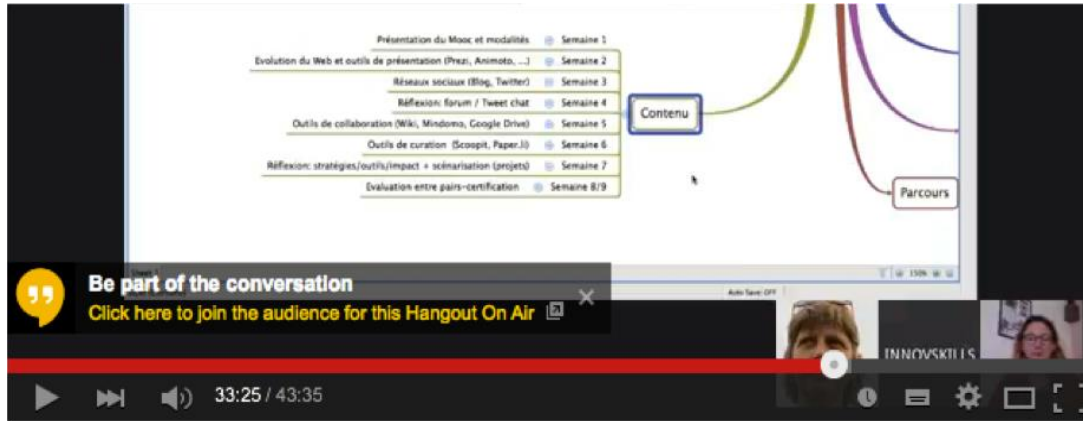 Présentation du Mooc et modalités Semaine 1
Evolution du Web et outils de présentation (Prezi, Animoto, ...) Semaine 2
Réseaux sociaux (Blog, Twitter) Semaine 3
Réflexion: forum / Tweet chat Semaine 4
Outils de collaboration (Wiki, Mindomo, Google Drive) Semaine 5
Outils de curation (Scoopit, Paper.li) Semaine 6
Réflexion: stratégies/outils/impact + scénarisation (projets) Semaine 7
Evaluation entre pairs-certification Semaine 8/9
Contenu
Parcours
150%
Be part of the conversation
Click here to join the audience for this Hangout On Air
Auto Save: OFF
INNOVSKILLS
33:25 / 43:35